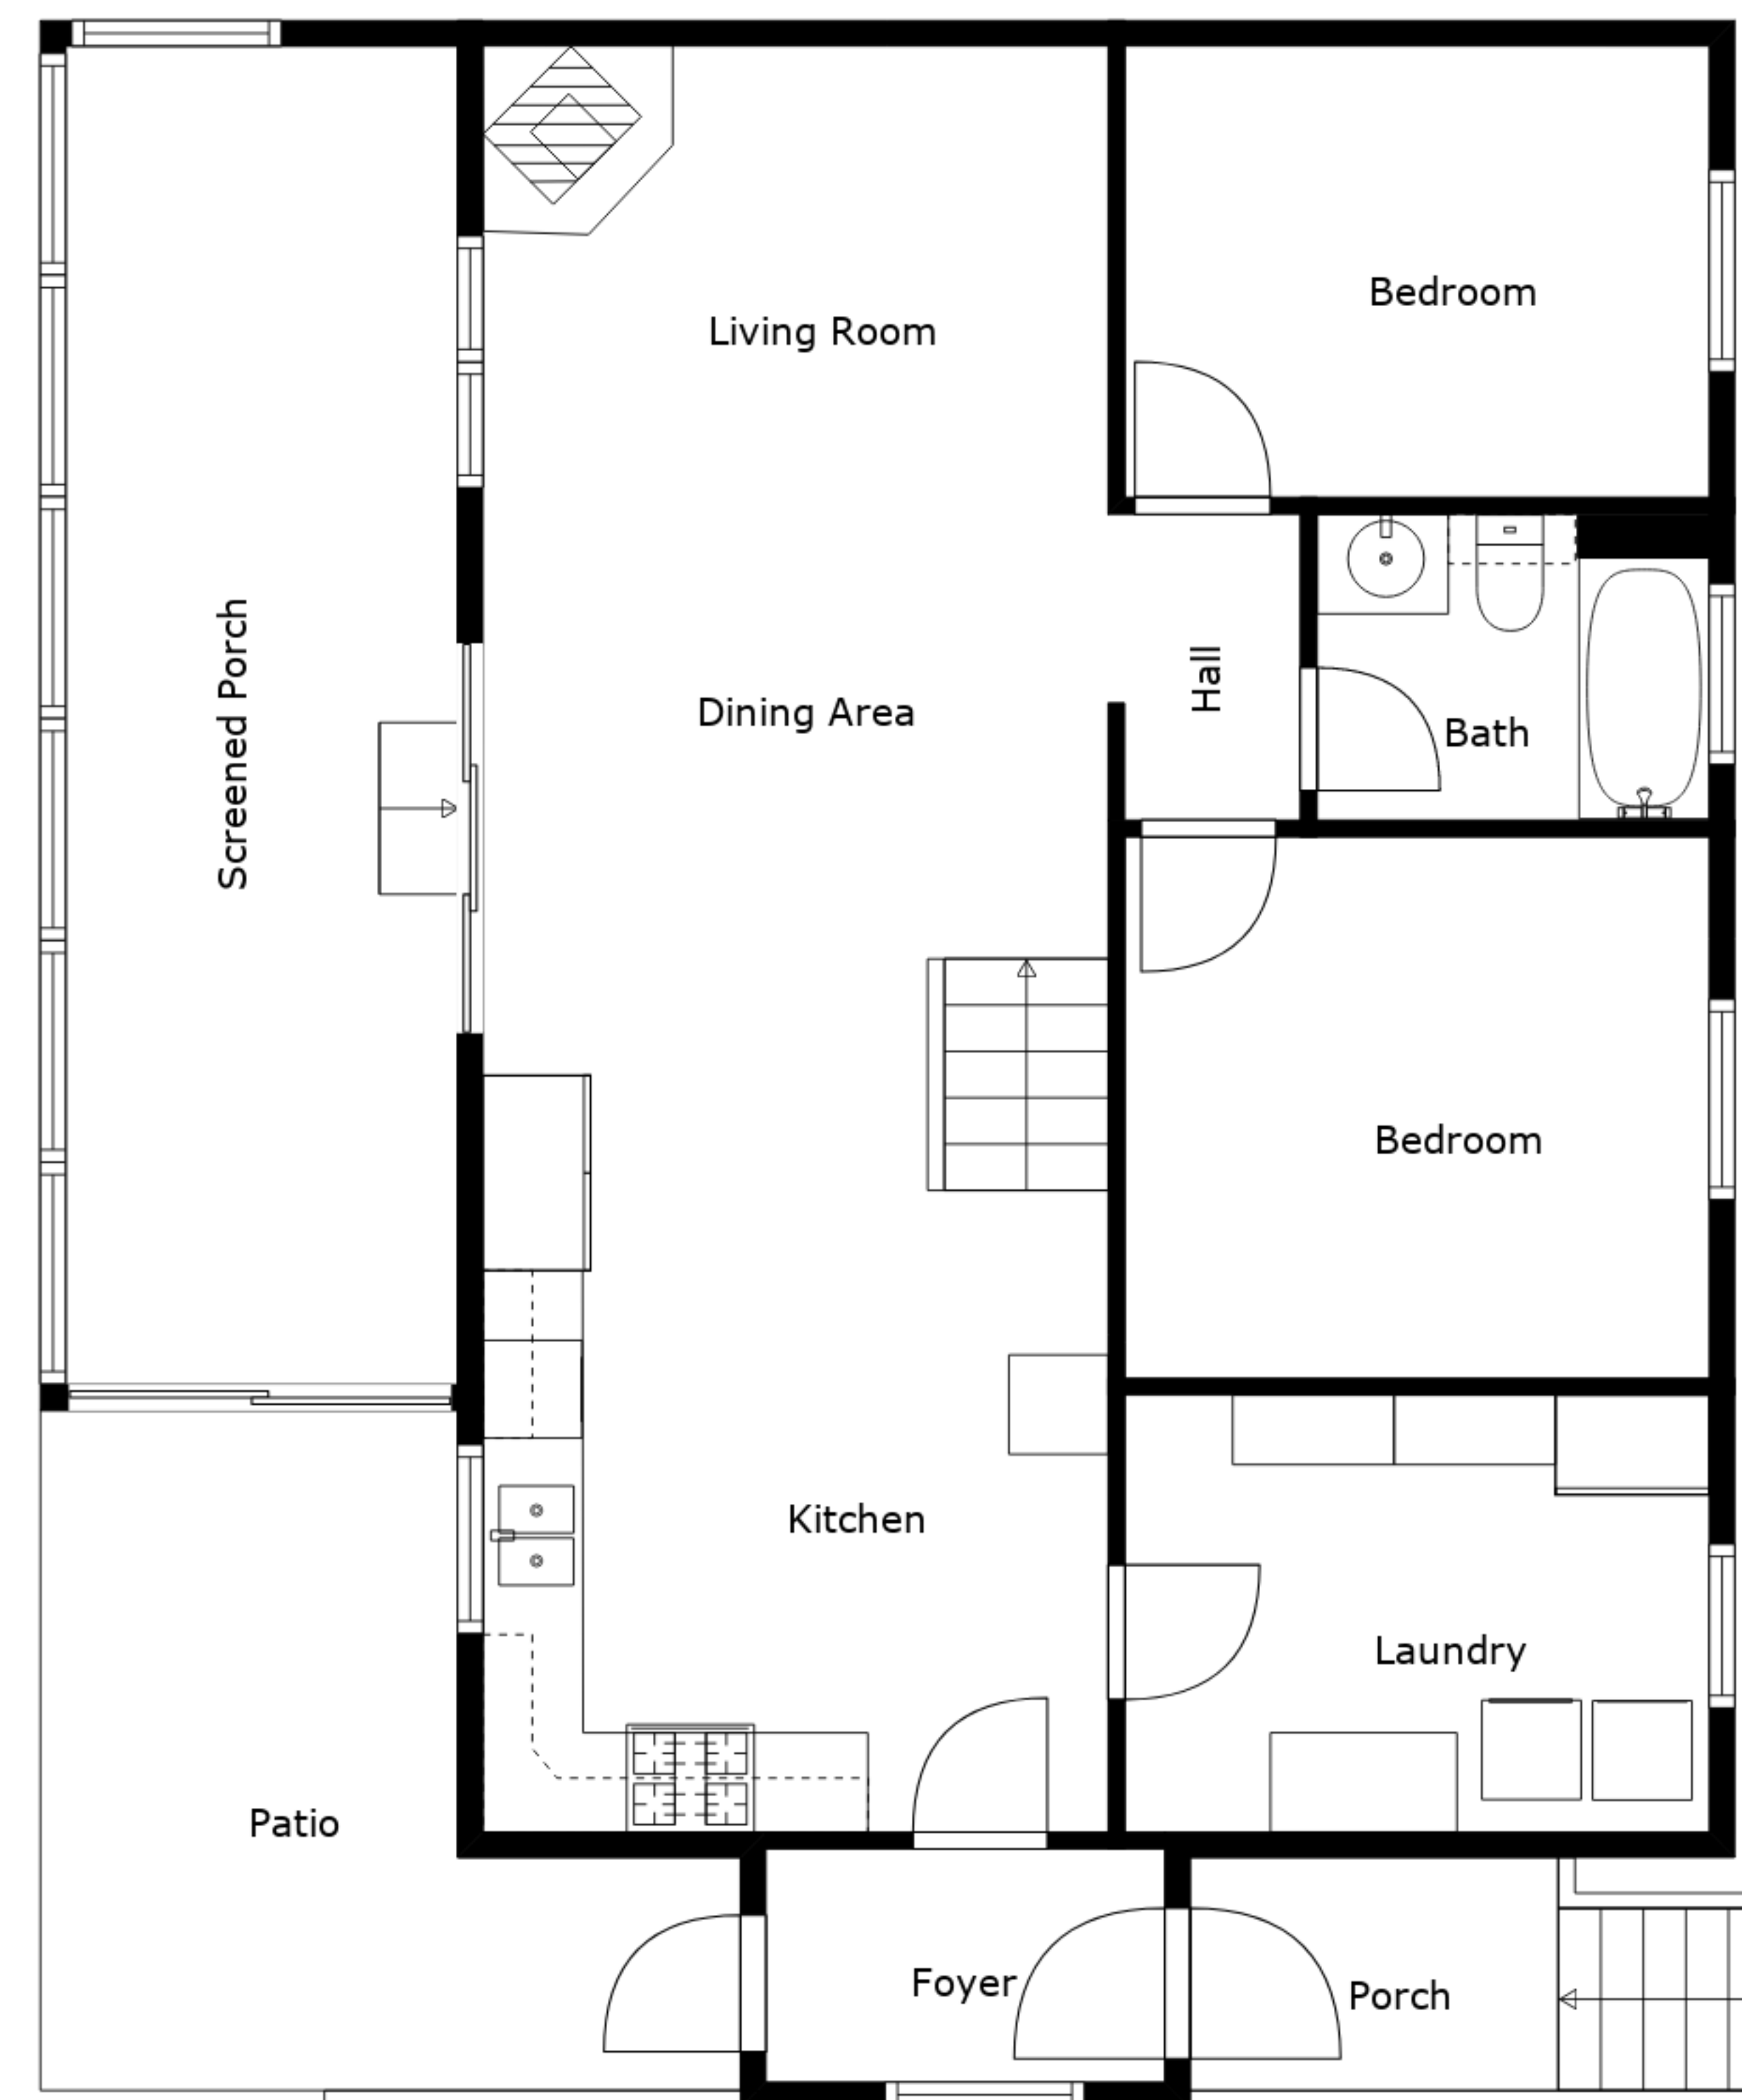 Bedroom
Living Room
Screened Porch
Hall
Dining Area
Bath
Bedroom
Kitchen
Laundry
Patio
Foyer
Porch